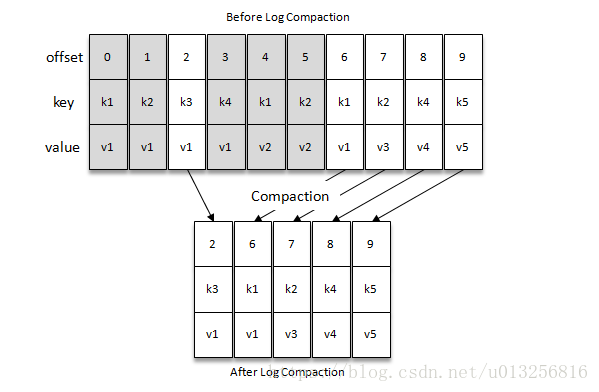 Before Log Compaction
offset 0 1 2 3 4 5 6 7 8 9
key k1 k2 k3 k4 k1 k2 k1 k2 k4 k5
value v1 v1 v1 v1 v2 v2 v1 v3 v4 v5
Compaction
2 6 7 8 9
k3 k1 k2 k4 k5
v1 v1 v3 v4 v5
After Log Compaction
https://blog.csdn.net/u013256816